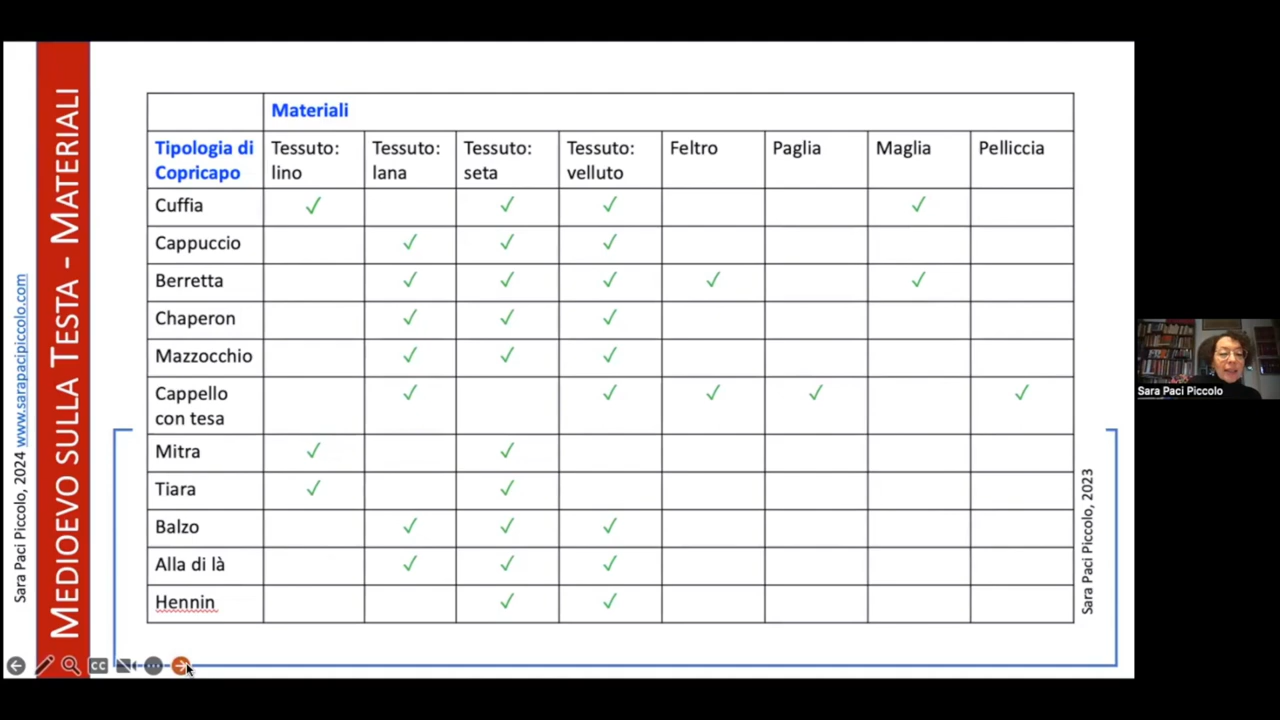 Sara Paci Piccolo, 2024 www.sarapacipiccolo.com
MEDIOEVO SULLA TESTA - MATERIALI
Materiali
Tipologia di Copricapo Tessuto: lino Tessuto: lana Tessuto: seta Tessuto: velluto Feltro Paglia Maglia Pelliccia
Cuffia ✓ ✓ ✓ ✓
Cappuccio ✓ ✓ ✓
Berretta ✓ ✓ ✓ ✓ ✓
Chaperon ✓ ✓ ✓
Mazzocchio ✓ ✓ ✓
Cappello con tesa ✓ ✓ ✓ ✓ ✓
Mitra ✓ ✓
Tiara ✓ ✓
Balzo ✓ ✓ ✓
Alla di là ✓ ✓ ✓
Hennin ✓ ✓
Sara Paci Piccolo, 2023
CC
Sara Paci Piccolo